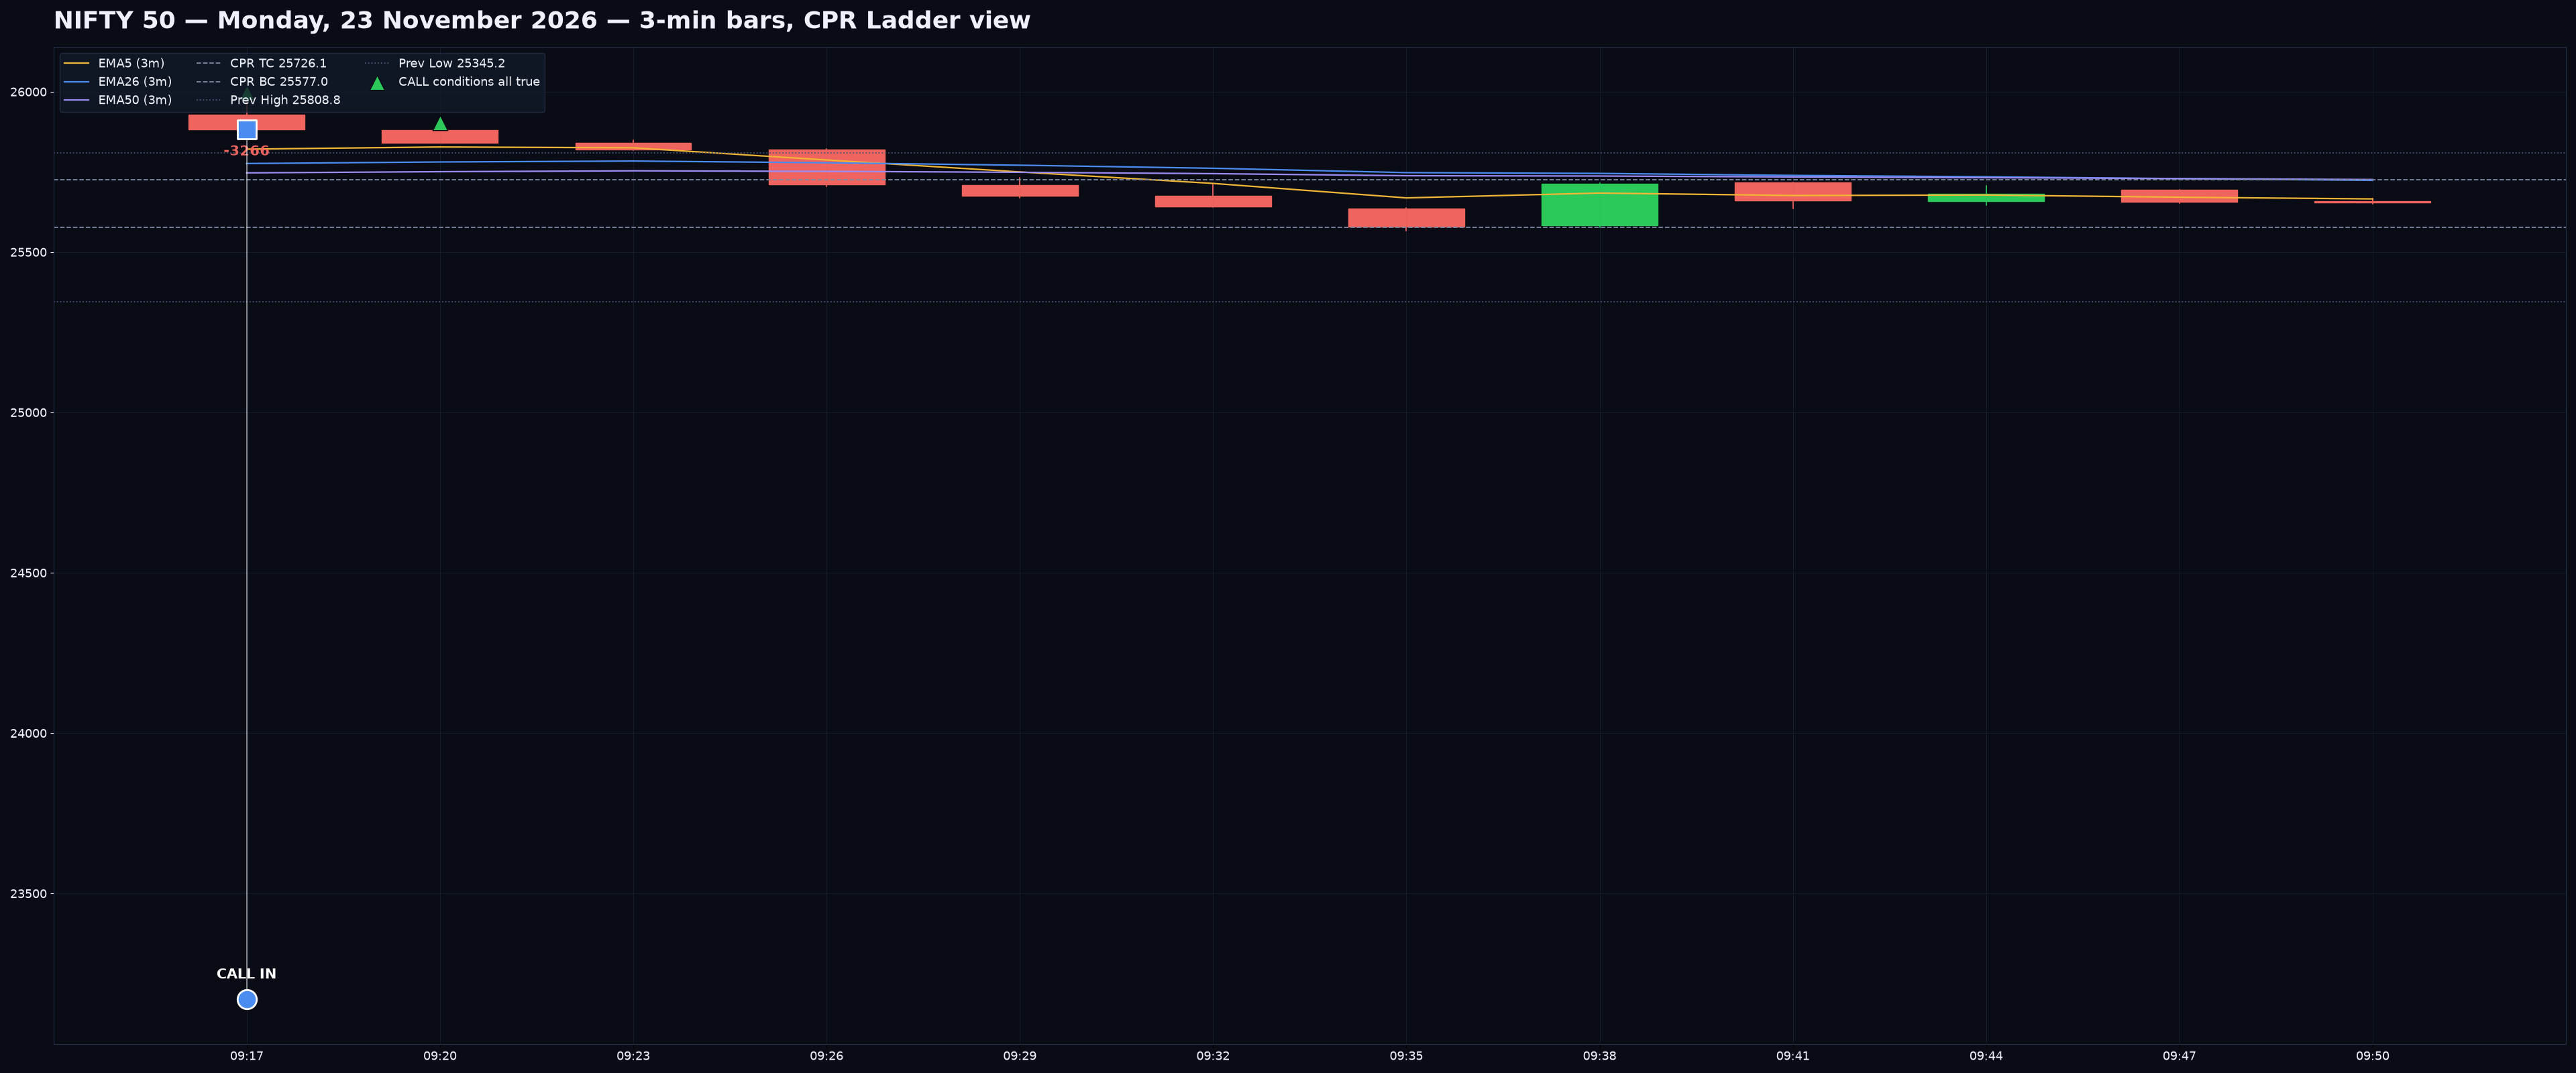 NIFTY 50 — Monday, 23 November 2026 — 3-min bars, CPR Ladder view
EMA5 (3m)
EMA26 (3m)
EMA50 (3m)
CPR TC 25726.1
CPR BC 25577.0
Prev High 25808.8
Prev Low 25345.2
CALL conditions all true
26000
25500
25000
24500
24000
23500
-3266
CALL IN
09:17
09:20
09:23
09:26
09:29
09:32
09:35
09:38
09:41
09:44
09:47
09:50